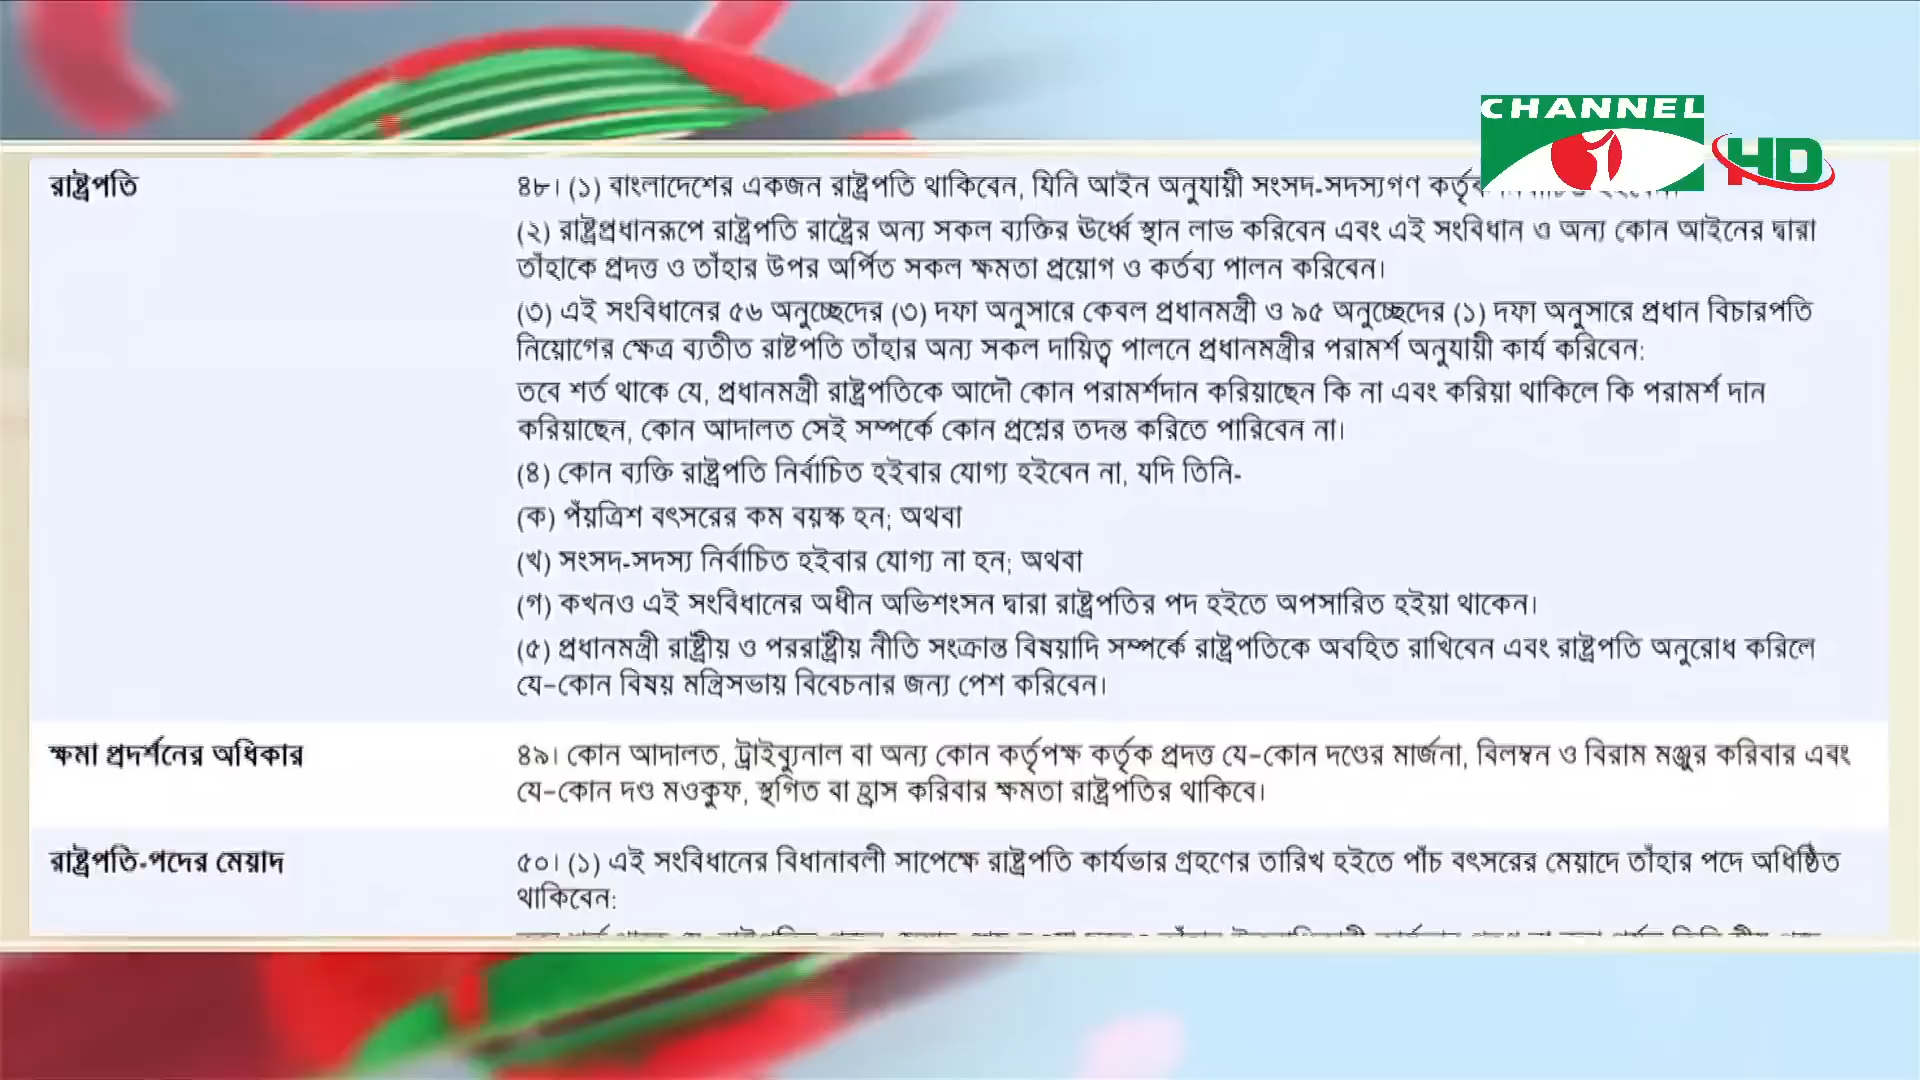 CHANNEL
i HD
রাষ্ট্রপতি
৪৮। (১) বাংলাদেশের একজন রাষ্ট্রপতি থাকিবেন, যিনি আইন অনুযায়ী সংসদ-সদস্যগণ কর্তৃক
(২) রাষ্ট্রপ্রধানরূপে রাষ্ট্রপতি রাষ্ট্রের অন্য সকল ব্যক্তির ঊর্ধ্বে স্থান লাভ করিবেন এবং এই সংবিধান ও অন্য কোন আইনের দ্বারা
তাঁহাকে প্রদত্ত ও তাঁহার উপর অর্পিত সকল ক্ষমতা প্রয়োগ ও কর্তব্য পালন করিবেন।
(৩) এই সংবিধানের ৫৬ অনুচ্ছেদের (৩) দফা অনুসারে কেবল প্রধানমন্ত্রী ও ৯৫ অনুচ্ছেদের (১) দফা অনুসারে প্রধান বিচারপতি
নিয়োগের ক্ষেত্র ব্যতীত রাষ্টপতি তাঁহার অন্য সকল দায়িত্ব পালনে প্রধানমন্ত্রীর পরামর্শ অনুযায়ী কার্য করিবেন:
তবে শর্ত থাকে যে, প্রধানমন্ত্রী রাষ্ট্রপতিকে আদৌ কোন পরামর্শদান করিয়াছেন কি না এবং করিয়া থাকিলে কি পরামর্শ দান
করিয়াছেন, কোন আদালত সেই সম্পর্কে কোন প্রশ্নের তদন্ত করিতে পারিবেন না।
(৪) কোন ব্যক্তি রাষ্ট্রপতি নির্বাচিত হইবার যোগ্য হইবেন না, যদি তিনি-
(ক) পঁয়ত্রিশ বৎসরের কম বয়স্ক হন; অথবা
(খ) সংসদ-সদস্য নির্বাচিত হইবার যোগ্য না হন; অথবা
(গ) কখনও এই সংবিধানের অধীন অভিশংসন দ্বারা রাষ্ট্রপতির পদ হইতে অপসারিত হইয়া থাকেন।
(৫) প্রধানমন্ত্রী রাষ্ট্রীয় ও পররাষ্ট্রীয় নীতি সংক্রান্ত বিষয়াদি সম্পর্কে রাষ্ট্রপতিকে অবহিত রাখিবেন এবং রাষ্ট্রপতি অনুরোধ করিলে
যে-কোন বিষয় মন্ত্রিসভায় বিবেচনার জন্য পেশ করিবেন।
ক্ষমা প্রদর্শনের অধিকার
৪৯। কোন আদালত, ট্রাইব্যুনাল বা অন্য কোন কর্তৃপক্ষ কর্তৃক প্রদত্ত যে-কোন দণ্ডের মার্জনা, বিলম্বন ও বিরাম মঞ্জুর করিবার এবং
যে-কোন দণ্ড মওকুফ, স্থগিত বা হ্রাস করিবার ক্ষমতা রাষ্ট্রপতির থাকিবে।
রাষ্ট্রপতি-পদের মেয়াদ
৫০। (১) এই সংবিধানের বিধানাবলী সাপেক্ষে রাষ্ট্রপতি কার্যভার গ্রহণের তারিখ হইতে পাঁচ বৎসরের মেয়াদে তাঁহার পদে অধিষ্ঠিত
থাকিবেন: